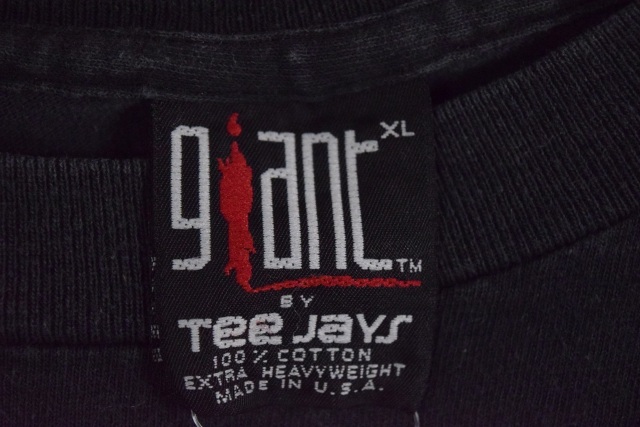 giant XL
TM
BY
Tee Jays
100% COTTON
EXTRA HEAVYWEIGHT
MADE IN U.S.A.